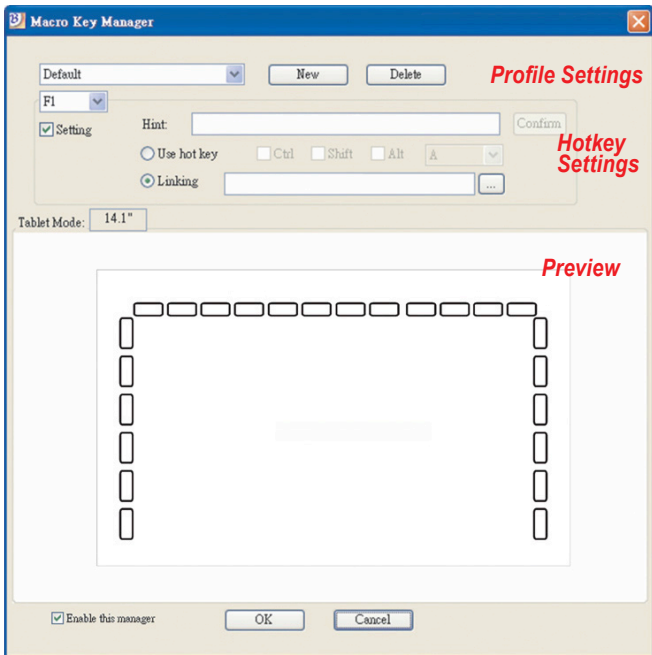 Macro Key Manager
Default
New
Delete
Profile Settings
F1
Setting
Hint:
Confirm
Use hot key
Ctrl
Shift
Alt
A
Hotkey
Settings
Linking
...
Tablet Mode:
14.1"
Preview
Enable this manager
OK
Cancel